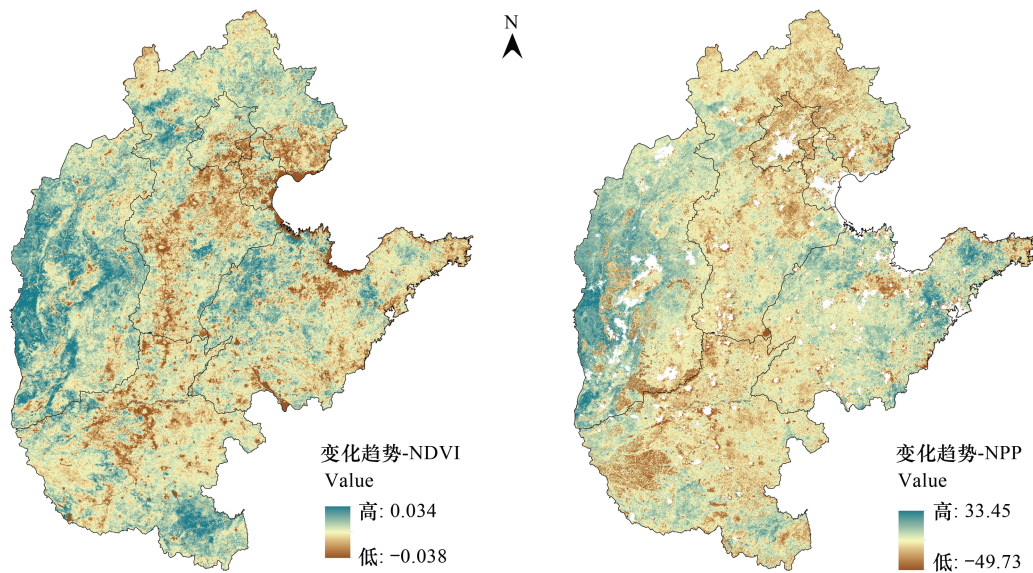 N
变化趋势-NDVI
Value
高: 0.034
低: -0.038
变化趋势-NPP
Value
高: 33.45
低: -49.73